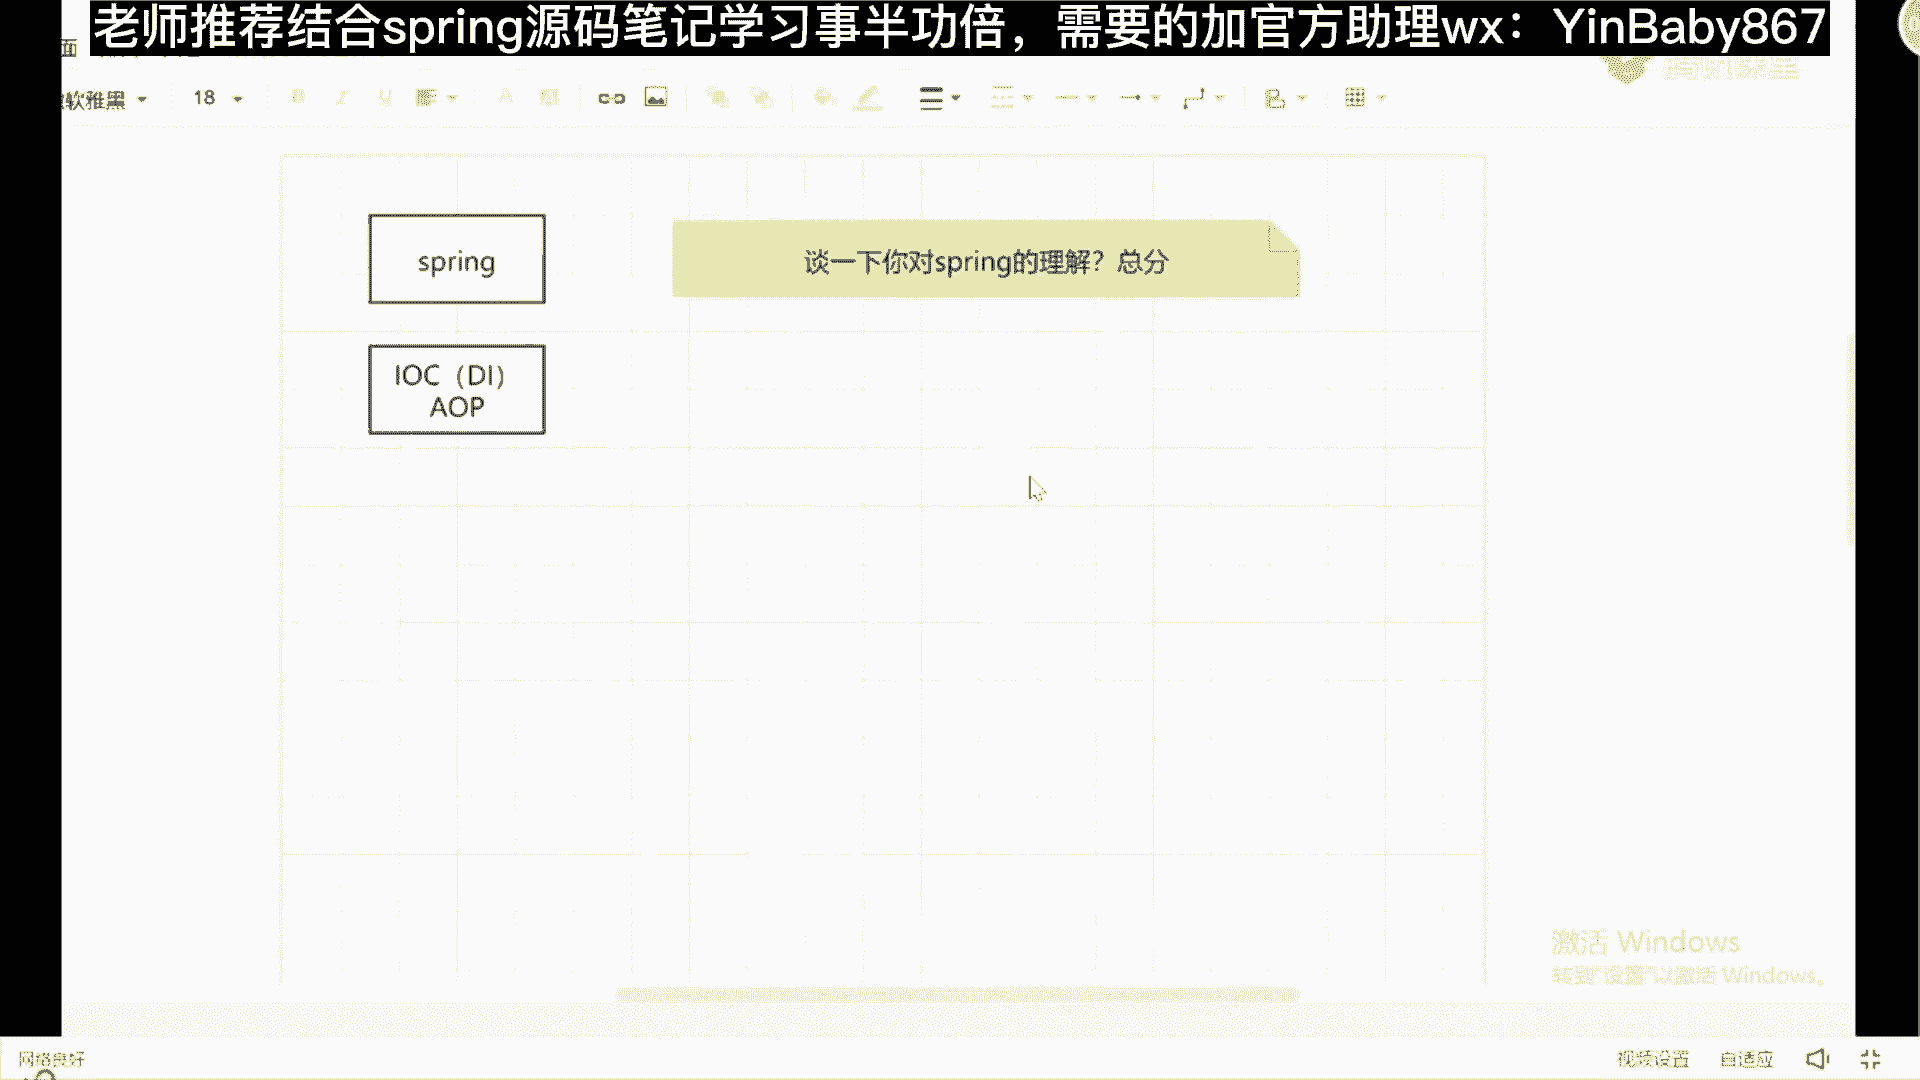 老师推荐结合spring源码笔记学习事半功倍，需要的加官方助理wx：YinBaby867
面
软雅黑
18
spring
谈一下你对spring的理解？总分
IOC（DI）
AOP
激活 Windows
转到"设置"以激活 Windows。
网络良好
视频设置
自适应